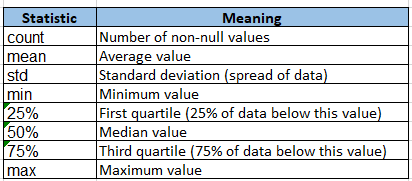 Statistic Meaning
count Number of non-null values
mean Average value
std Standard deviation (spread of data)
min Minimum value
25% First quartile (25% of data below this value)
50% Median value
75% Third quartile (75% of data below this value)
max Maximum value